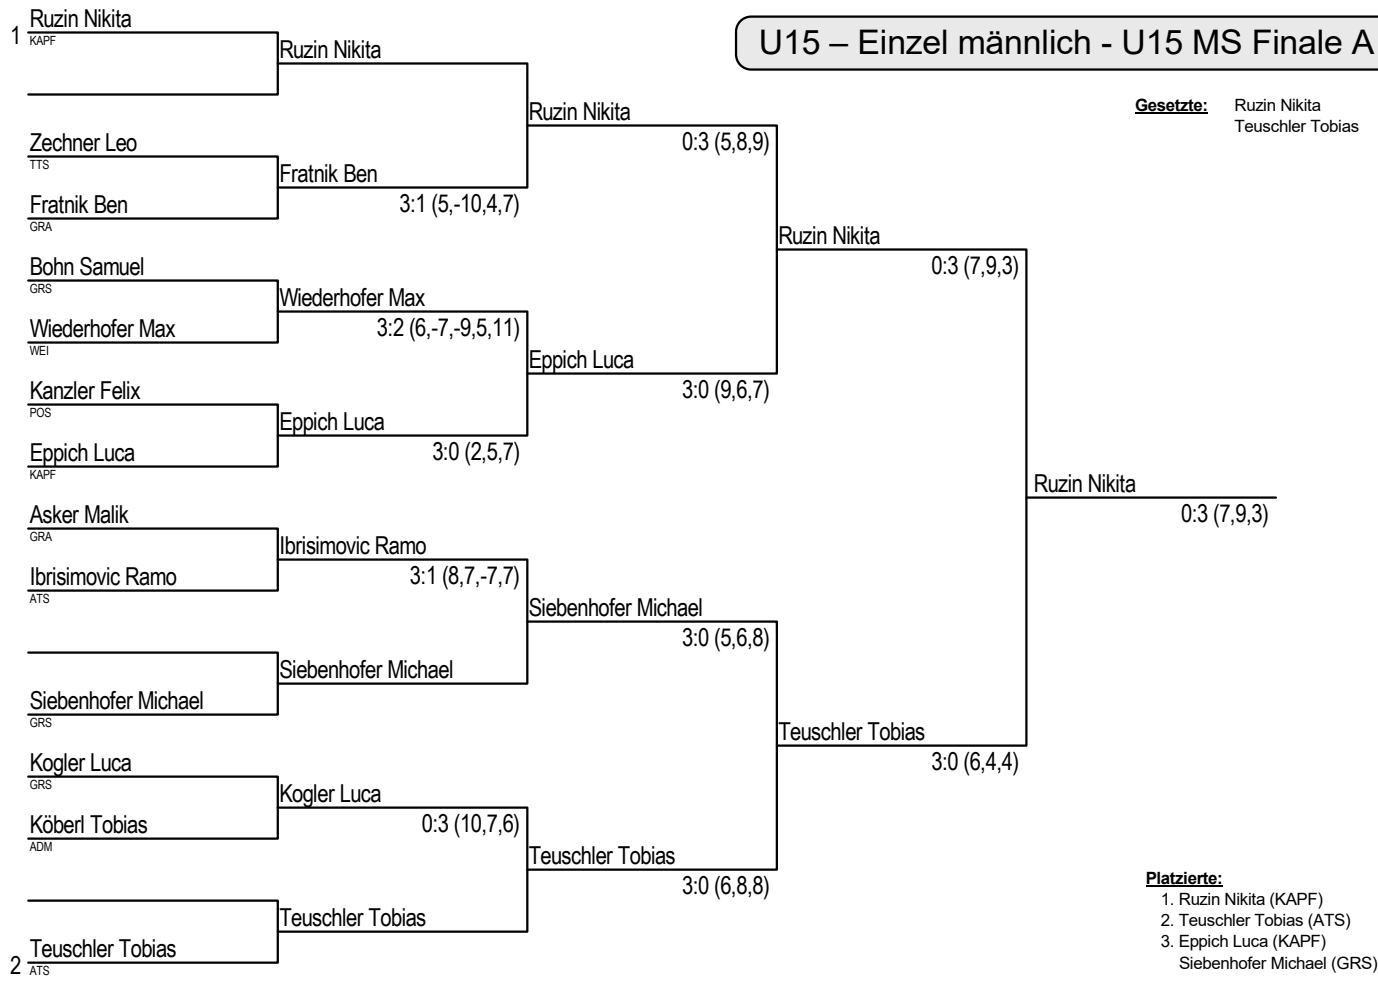 U15 – Einzel männlich - U15 MS Finale A
Gesetzte: Ruzin Nikita
Teuschler Tobias
1 Ruzin Nikita
KAPF
Zechner Leo
TTS
Fratnik Ben
GRA
Bohn Samuel
GRS
Wiederhofer Max
WEI
Kanzler Felix
POS
Eppich Luca
KAPF
Asker Malik
GRA
Ibrisimovic Ramo
ATS
Siebenhofer Michael
GRS
Kogler Luca
GRS
Köberl Tobias
ADM
2 Teuschler Tobias
ATS
Ruzin Nikita
Fratnik Ben
3:1 (5,-10,4,7)
Wiederhofer Max
3:2 (6,-7,-9,5,11)
Eppich Luca
3:0 (2,5,7)
Ibrisimovic Ramo
3:1 (8,7,-7,7)
Siebenhofer Michael
Kogler Luca
0:3 (10,7,6)
Teuschler Tobias
Ruzin Nikita
0:3 (5,8,9)
Eppich Luca
3:0 (9,6,7)
Siebenhofer Michael
3:0 (5,6,8)
Teuschler Tobias
3:0 (6,8,8)
Ruzin Nikita
0:3 (7,9,3)
Teuschler Tobias
3:0 (6,4,4)
Ruzin Nikita
0:3 (7,9,3)
Platzierte:
1. Ruzin Nikita (KAPF)
2. Teuschler Tobias (ATS)
3. Eppich Luca (KAPF)
Siebenhofer Michael (GRS)